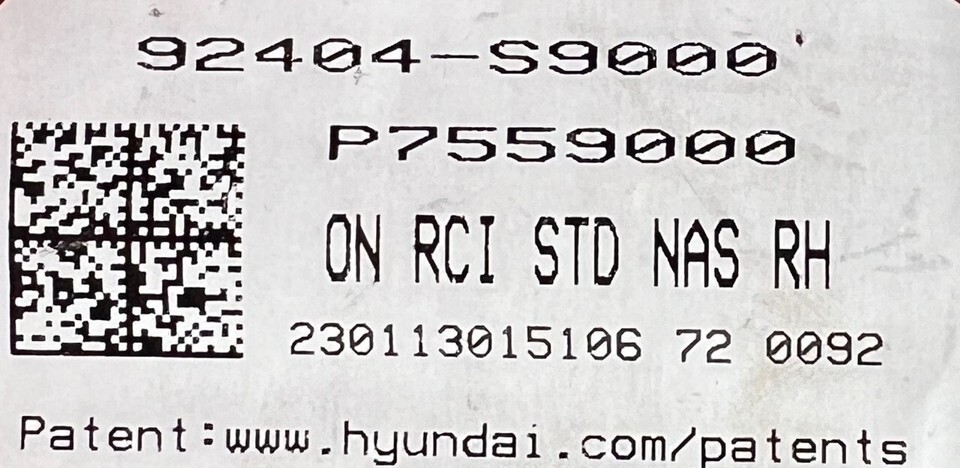 92404-S9000
P7559000
ON RCI STD NAS RH
230113015106 72 0092
Patent:www.hyundai.com/patents